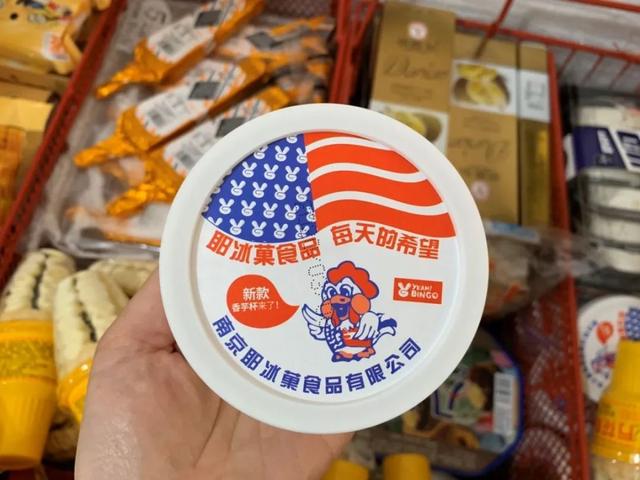 耶冰菓食品 每天的希望
新款
香芋杯来了!
YEAH!
BINGO
南京耶冰菓食品有限公司